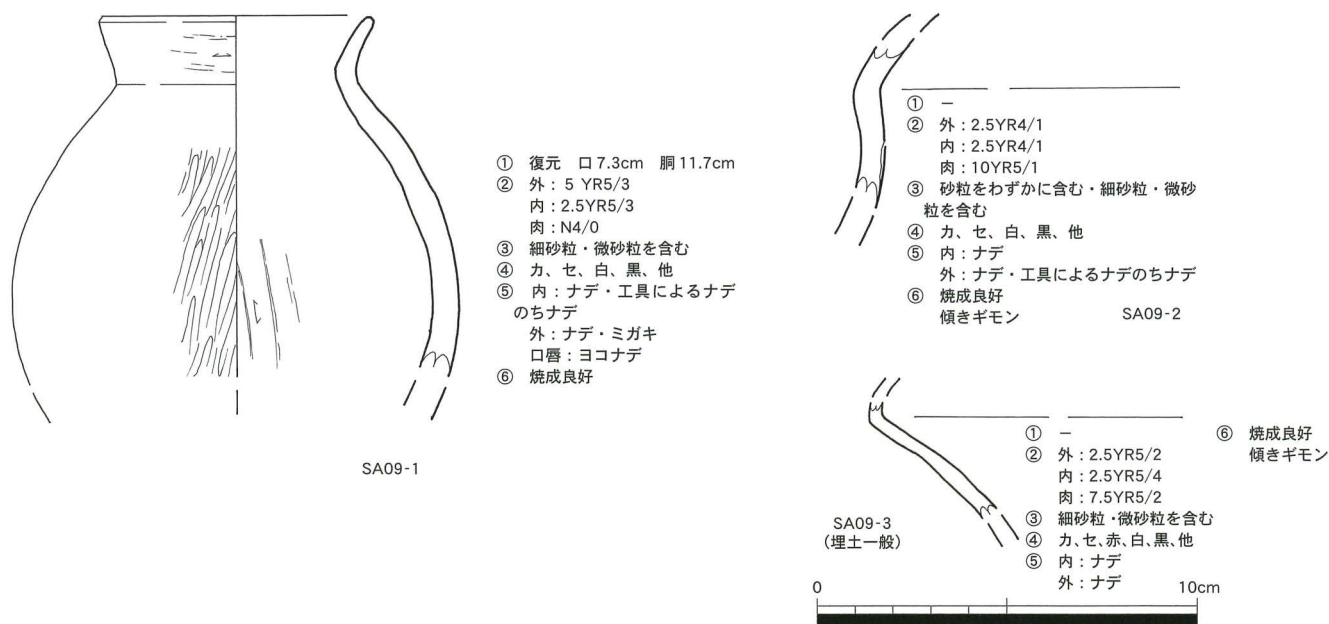 ① 復元 口7.3cm 胴11.7cm
② 外：5 YR5/3
内：2.5YR5/3
肉：N4/0
③ 細砂粒・微砂粒を含む
④ カ、セ、白、黒、他
⑤ 内：ナデ・工具によるナデ
のちナデ
外：ナデ・ミガキ
口唇：ヨコナデ
⑥ 焼成良好
SA09-1
① −
② 外：2.5YR4/1
内：2.5YR4/1
肉：10YR5/1
③ 砂粒をわずかに含む・細砂粒・微砂
粒を含む
④ カ、セ、白、黒、他
⑤ 内：ナデ
外：ナデ・工具によるナデのちナデ
⑥ 焼成良好
傾きギモン
SA09-2
① −
② 外：2.5YR5/2
内：2.5YR5/4
肉：7.5YR5/2
③ 細砂粒・微砂粒を含む
④ カ、セ、赤、白、黒、他
⑤ 内：ナデ
外：ナデ
⑥ 焼成良好
傾きギモン
SA09-3
（埋土一般）
0 10cm